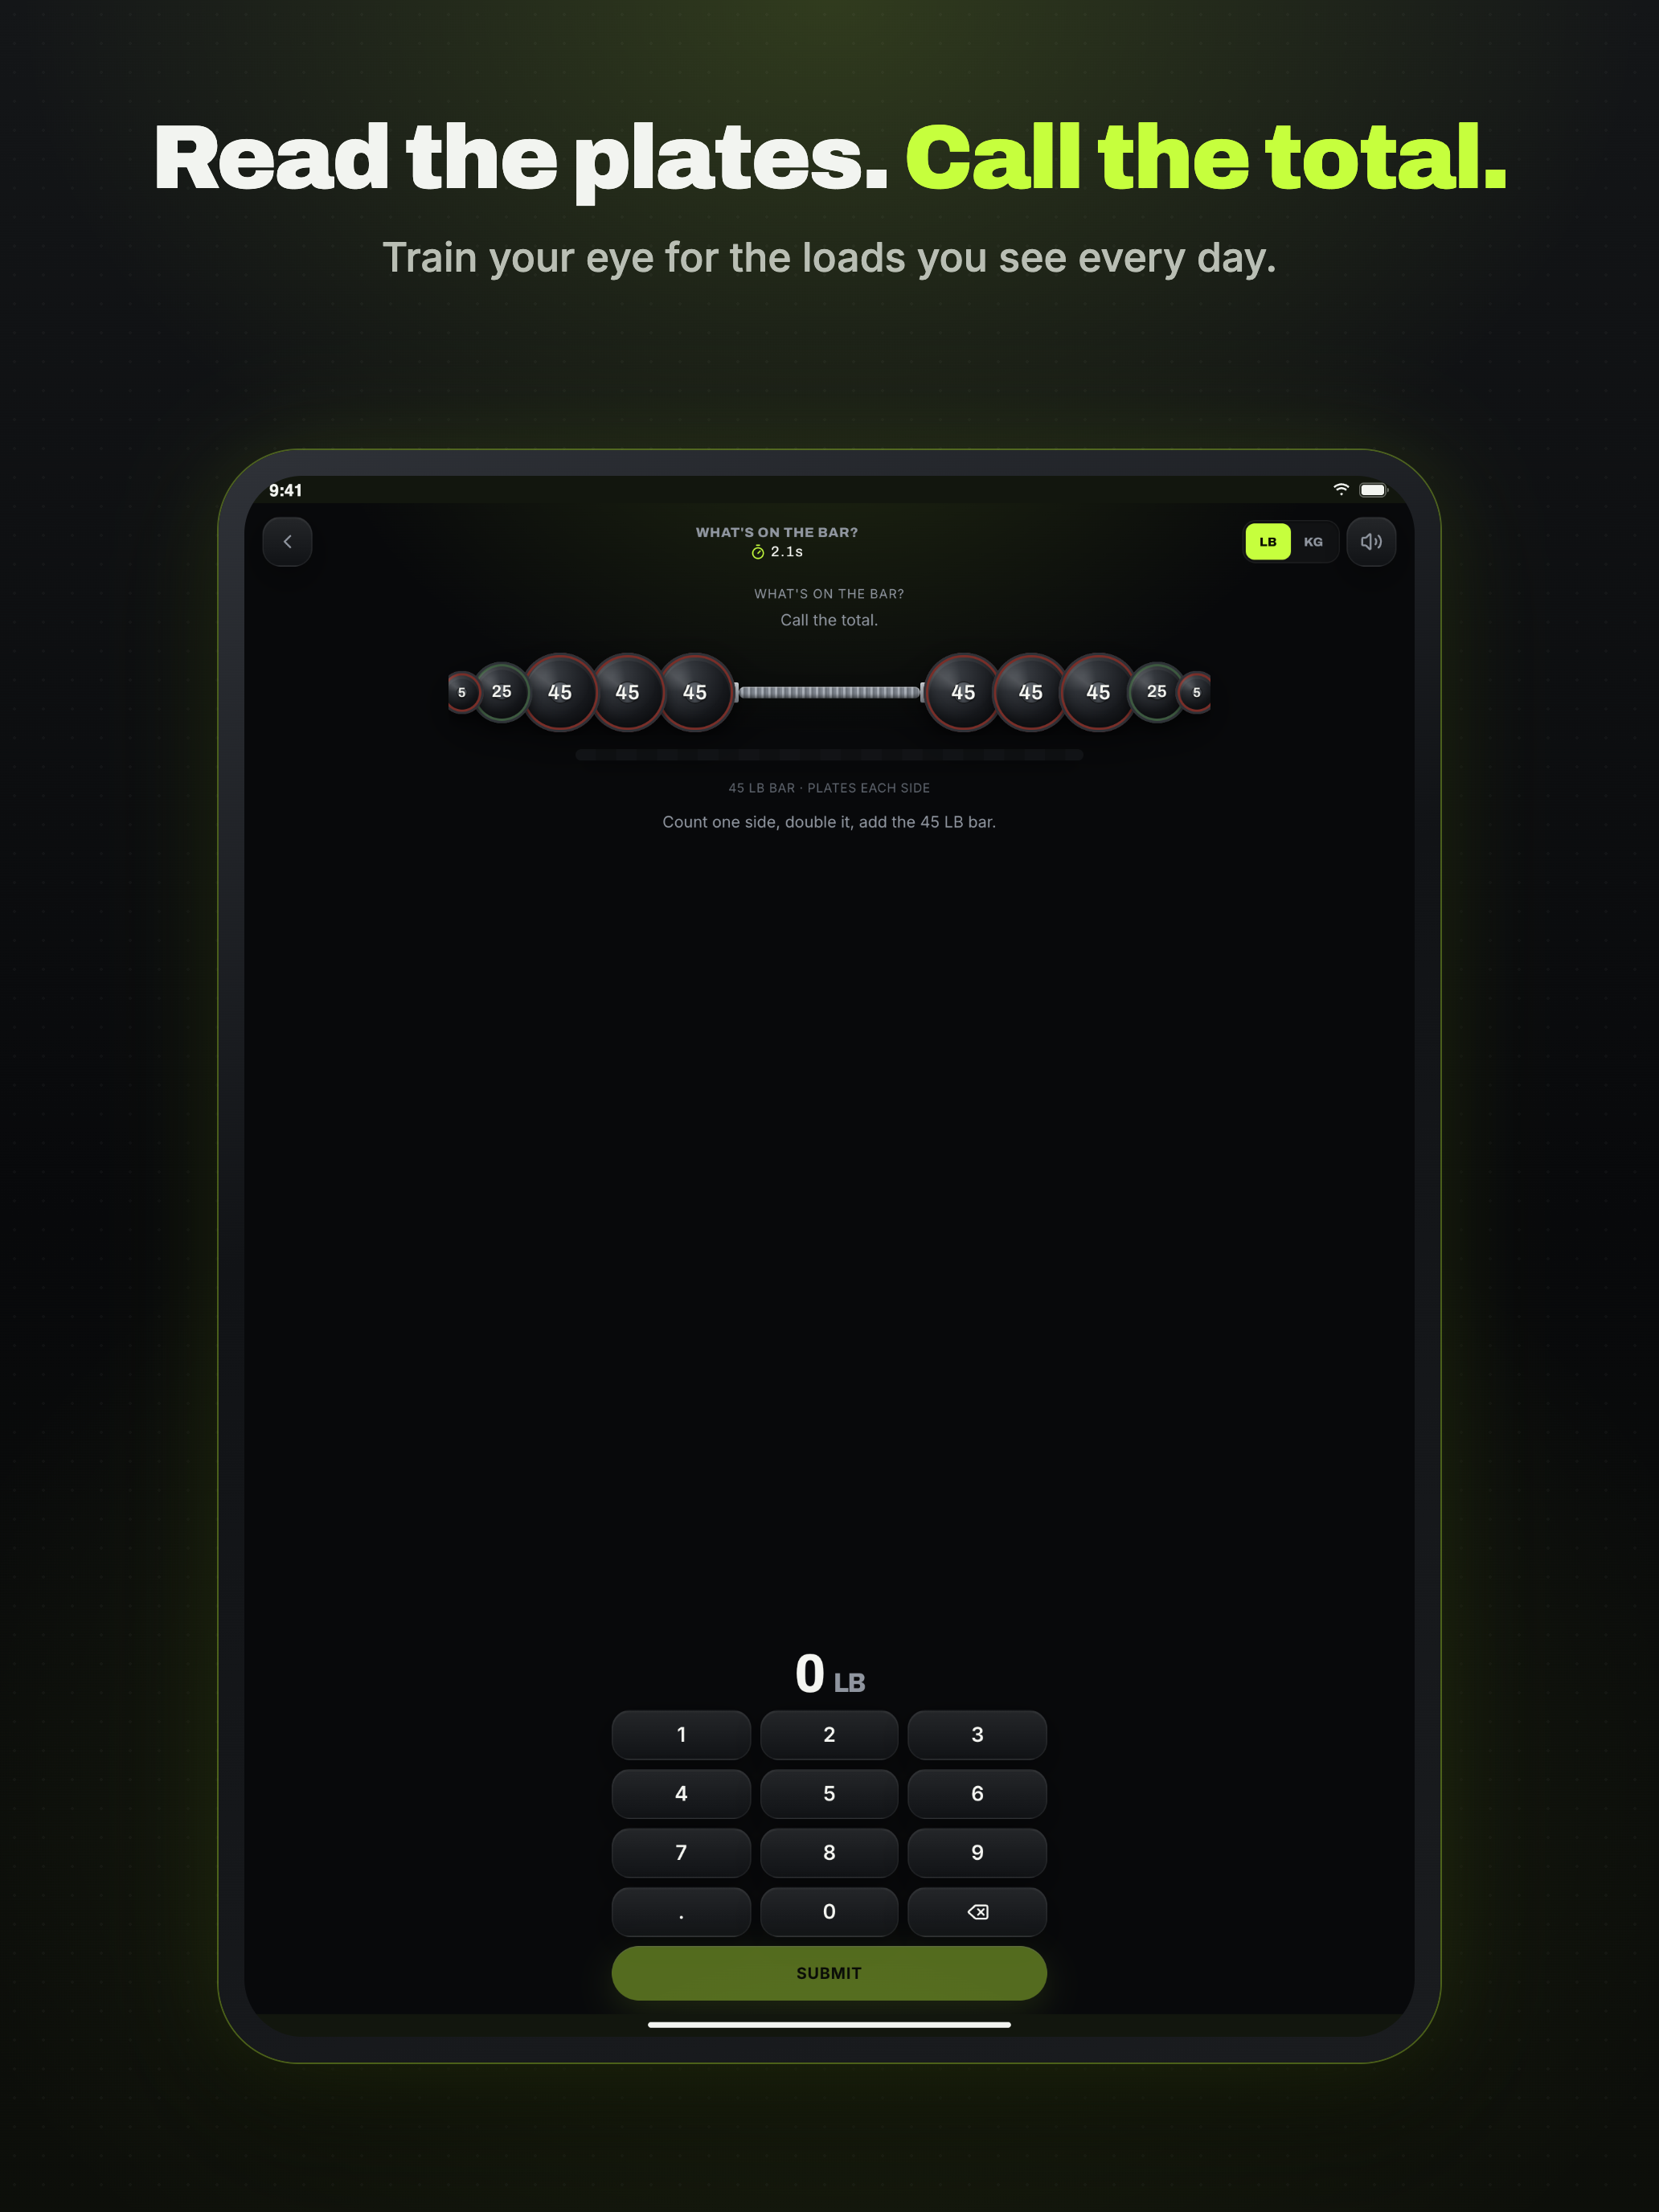 Read the plates. Call the total.
Train your eye for the loads you see every day.
9:41
WHAT'S ON THE BAR?
2.1s
LB KG
WHAT'S ON THE BAR?
Call the total.
5 25 45 45 45 45 45 45 25 5
45 LB BAR · PLATES EACH SIDE
Count one side, double it, add the 45 LB bar.
0 LB
1 2 3
4 5 6
7 8 9
. 0
SUBMIT